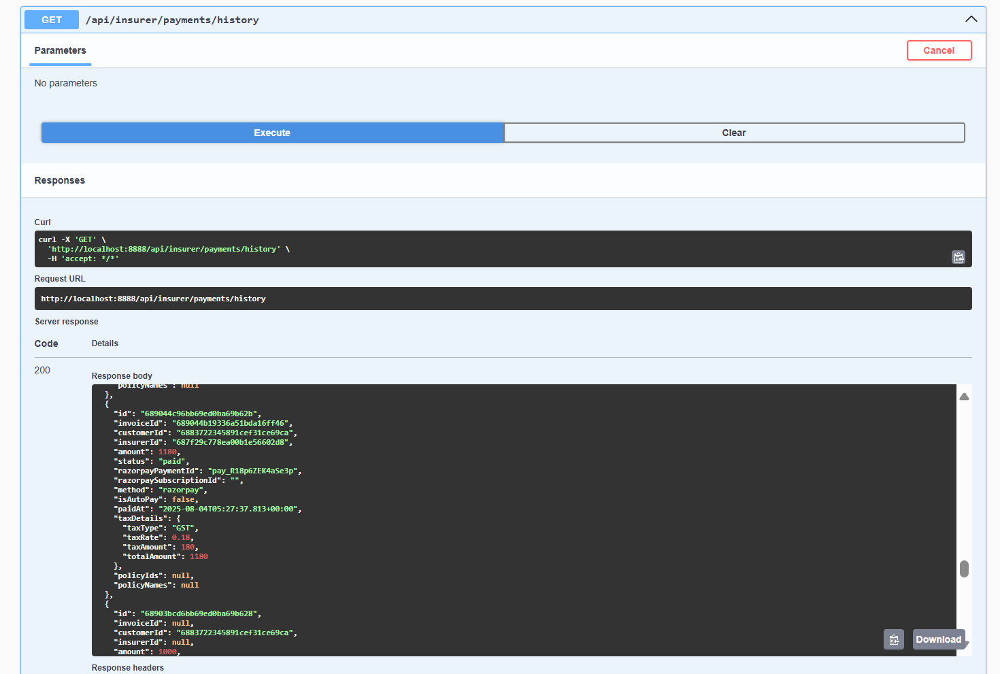 GET /api/insurer/payments/history
Parameters
Cancel
No parameters
Execute
Clear
Responses
Curl
curl -X 'GET' \
'http://localhost:8888/api/insurer/payments/history' \
-H 'accept: */*'
Request URL
http://localhost:8888/api/insurer/payments/history
Server response
Code Details
200
Response body
"policyNames": null
},
{
"id": "689044c96bb69ed0ba69b62b",
"invoiceId": "689044b19336a51bda16ff46",
"customerId": "6883722345891cef31ce69ca",
"insurerId": "687f29c778ea00b1e56602d8",
"amount": 1180,
"status": "paid",
"razorpayPaymentId": "pay_R18p6ZEK4aSe3p",
"razorpaySubscriptionId": "",
"method": "razorpay",
"isAutoPay": false,
"paidAt": "2025-08-04T05:27:37.813+00:00",
"taxDetails": {
"taxType": "GST",
"taxRate": 0.18,
"taxAmount": 180,
"totalAmount": 1180
},
"policyIds": null,
"policyNames": null
},
{
"id": "68903bcd6bb69ed0ba69b628",
"invoiceId": null,
"customerId": "6883722345891cef31ce69ca",
"insurerId": null,
"amount": 1000,
Download
Response headers